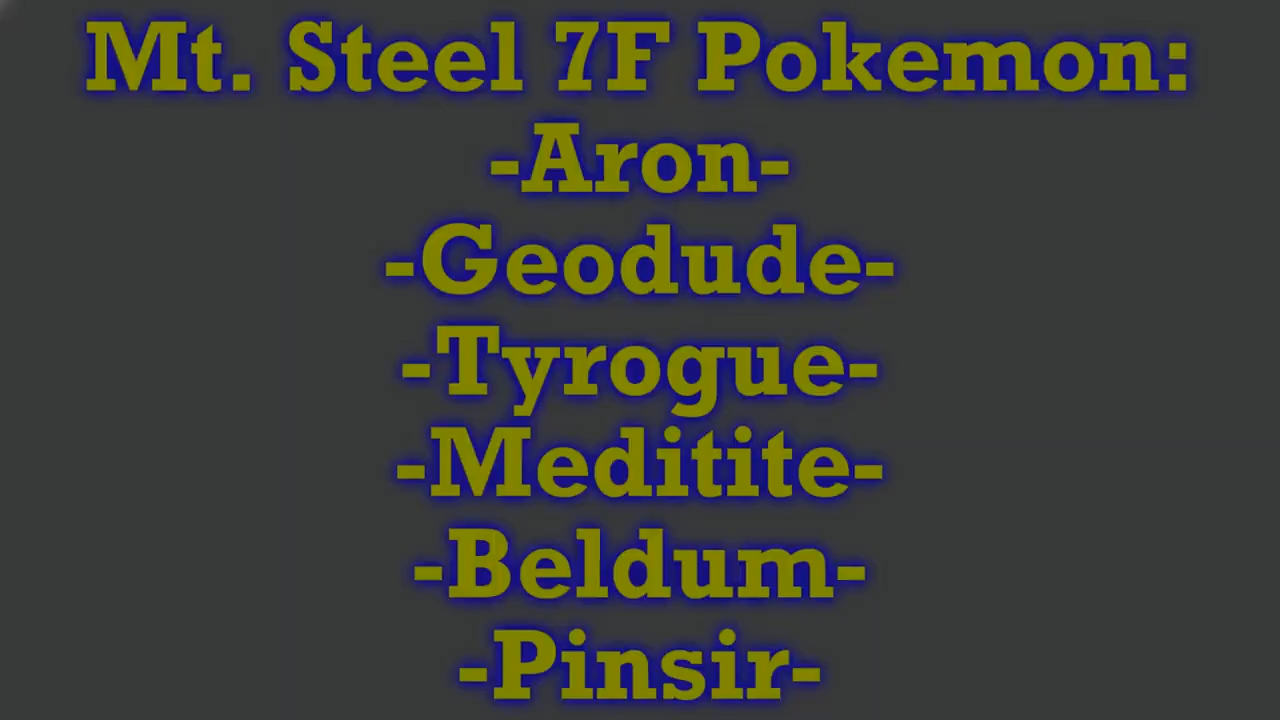 Mt. Steel 7F Pokemon:
-Aron-
-Geodude-
-Tyrogue-
-Meditite-
-Beldum-
-Pinsir-